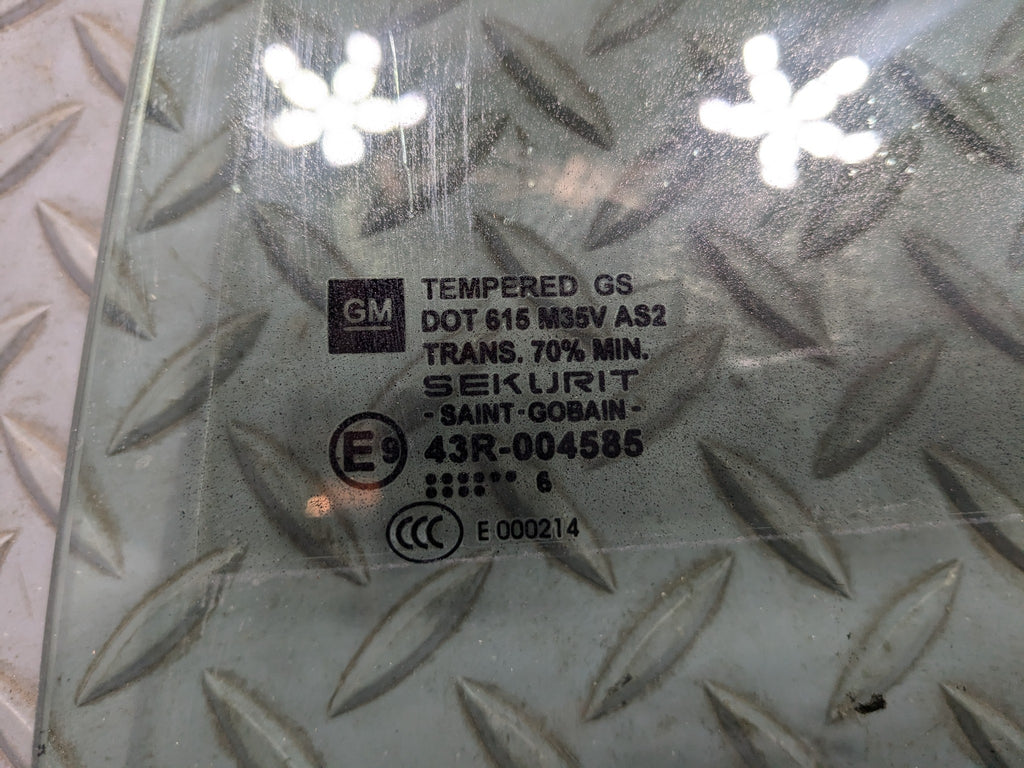 GM
TEMPERED GS
DOT 615 M35V AS2
TRANS. 70% MIN.
SEKURIT
- SAINT-GOBAIN -
E9
43R-004585
6
CCC
E 000214